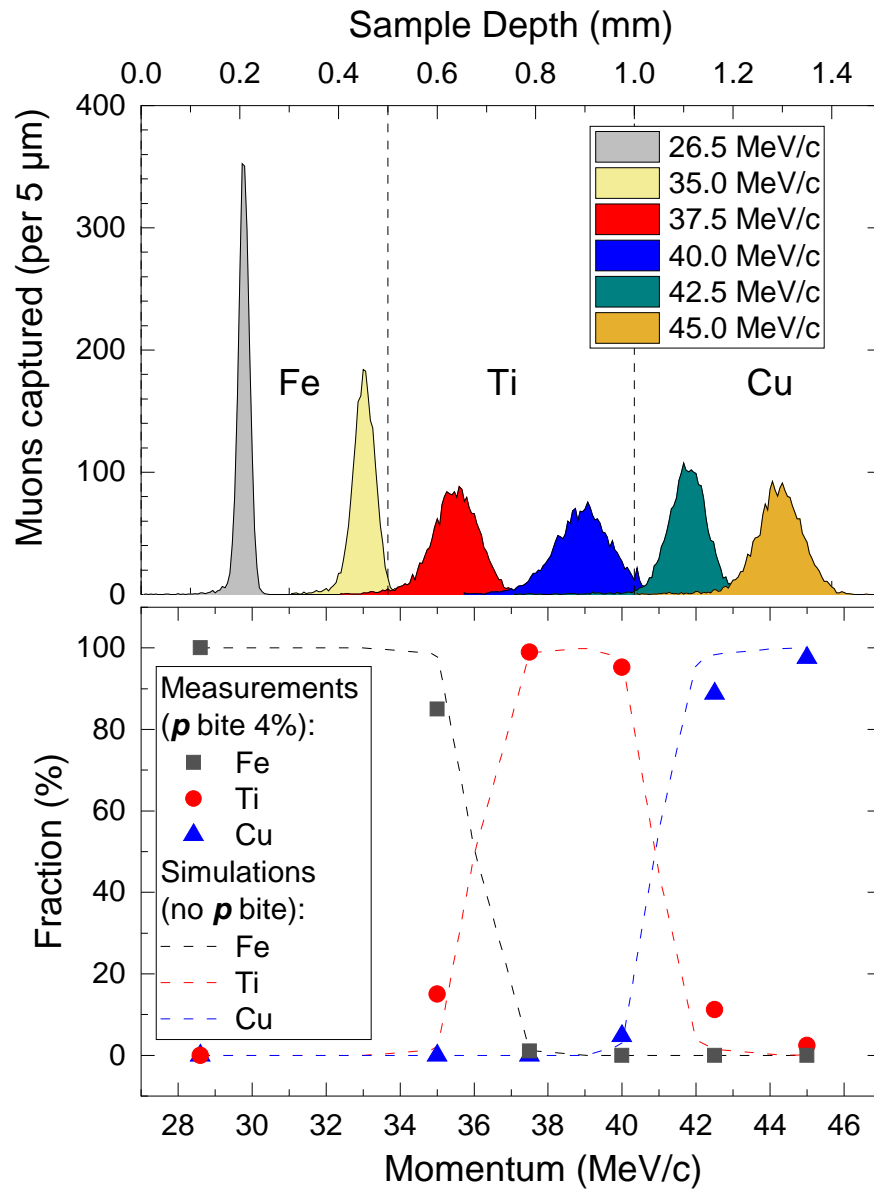 Sample Depth (mm)
0.0 0.2 0.4 0.6 0.8 1.0 1.2 1.4
Muons captured (per 5 µm)
400
300
200
100
0
26.5 MeV/c
35.0 MeV/c
37.5 MeV/c
40.0 MeV/c
42.5 MeV/c
45.0 MeV/c
Fe Ti Cu
Fraction (%)
100
80
60
40
20
0
Measurements
(p bite 4%):
Fe
Ti
Cu
Simulations
(no p bite):
Fe
Ti
Cu
28 30 32 34 36 38 40 42 44 46
Momentum (MeV/c)